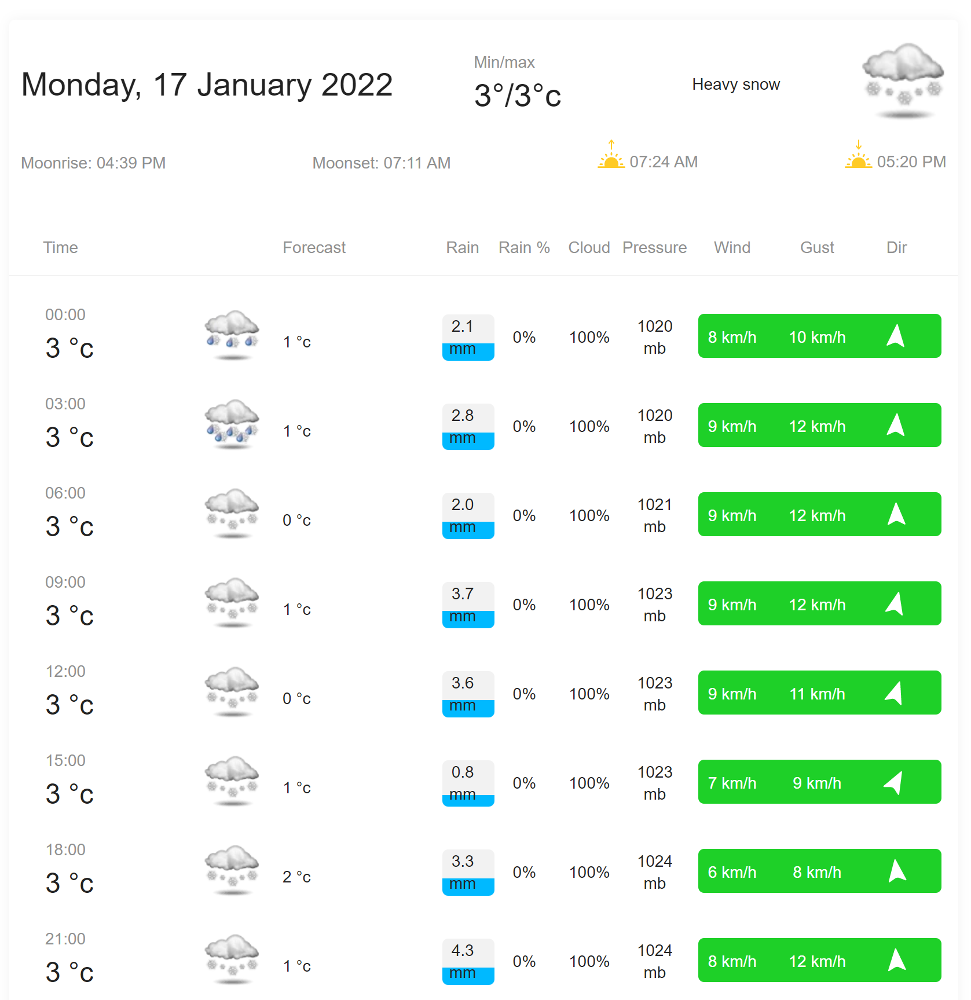 Monday, 17 January 2022
Min/max
3°/3°c
Heavy snow
Moonrise: 04:39 PM
Moonset: 07:11 AM
07:24 AM
05:20 PM
Time Forecast Rain Rain % Cloud Pressure Wind Gust Dir
00:00
3 °c
1 °c
2.1
mm
0%
100%
1020
mb
8 km/h
10 km/h
03:00
3 °c
1 °c
2.8
mm
0%
100%
1020
mb
9 km/h
12 km/h
06:00
3 °c
0 °c
2.0
mm
0%
100%
1021
mb
9 km/h
12 km/h
09:00
3 °c
1 °c
3.7
mm
0%
100%
1023
mb
9 km/h
12 km/h
12:00
3 °c
0 °c
3.6
mm
0%
100%
1023
mb
9 km/h
11 km/h
15:00
3 °c
1 °c
0.8
mm
0%
100%
1023
mb
7 km/h
9 km/h
18:00
3 °c
2 °c
3.3
mm
0%
100%
1024
mb
6 km/h
8 km/h
21:00
3 °c
1 °c
4.3
mm
0%
100%
1024
mb
8 km/h
12 km/h